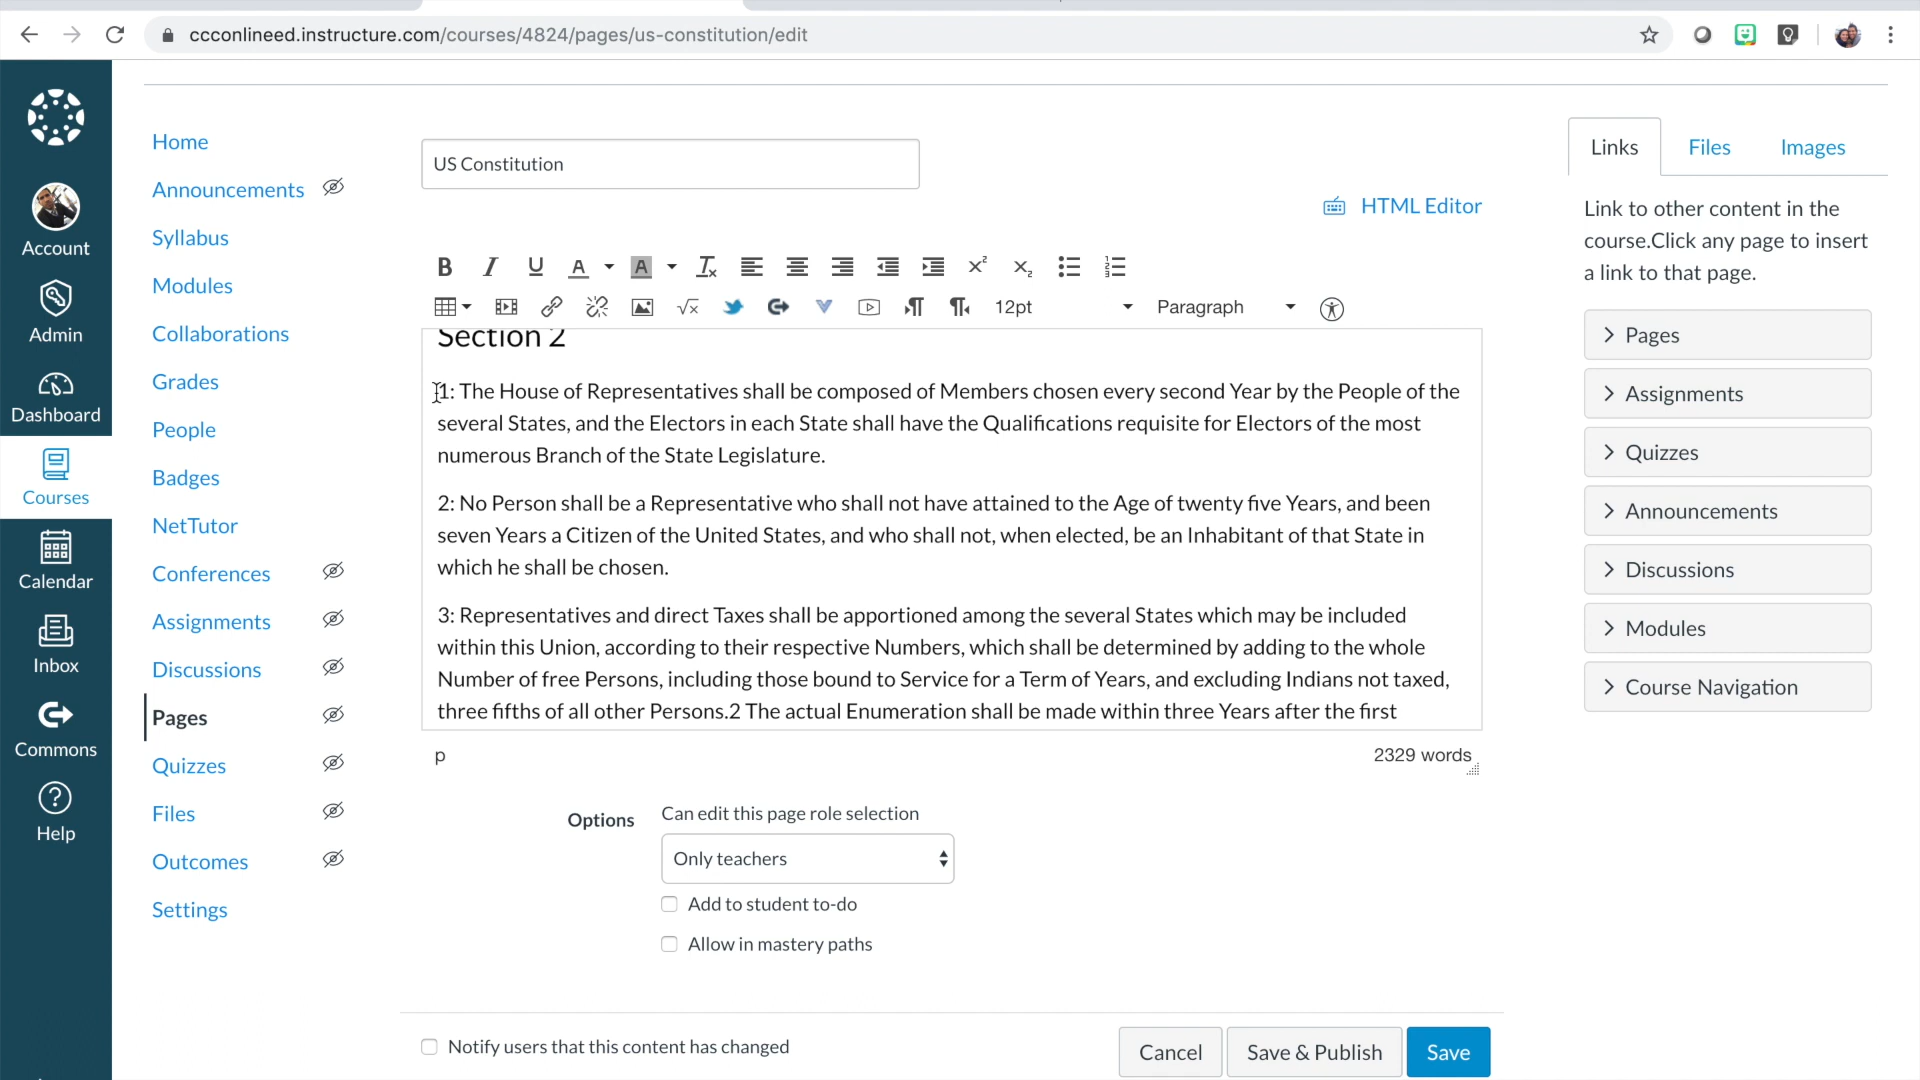 ccconlineed.instructure.com/courses/4824/pages/us-constitution/edit
Account
Admin
Dashboard
Courses
Calendar
Inbox
Commons
Help
Home
Announcements
Syllabus
Modules
Collaborations
Grades
People
Badges
NetTutor
Conferences
Assignments
Discussions
Pages
Quizzes
Files
Outcomes
Settings
US Constitution
HTML Editor
12pt
Paragraph
Section 2
1: The House of Representatives shall be composed of Members chosen every second Year by the People of the
several States, and the Electors in each State shall have the Qualifications requisite for Electors of the most
numerous Branch of the State Legislature.
2: No Person shall be a Representative who shall not have attained to the Age of twenty five Years, and been
seven Years a Citizen of the United States, and who shall not, when elected, be an Inhabitant of that State in
which he shall be chosen.
3: Representatives and direct Taxes shall be apportioned among the several States which may be included
within this Union, according to their respective Numbers, which shall be determined by adding to the whole
Number of free Persons, including those bound to Service for a Term of Years, and excluding Indians not taxed,
three fifths of all other Persons.2 The actual Enumeration shall be made within three Years after the first
p
2329 words
Options
Can edit this page role selection
Only teachers
Add to student to-do
Allow in mastery paths
Notify users that this content has changed
Cancel
Save & Publish
Save
Links
Files
Images
Link to other content in the
course.Click any page to insert
a link to that page.
Pages
Assignments
Quizzes
Announcements
Discussions
Modules
Course Navigation